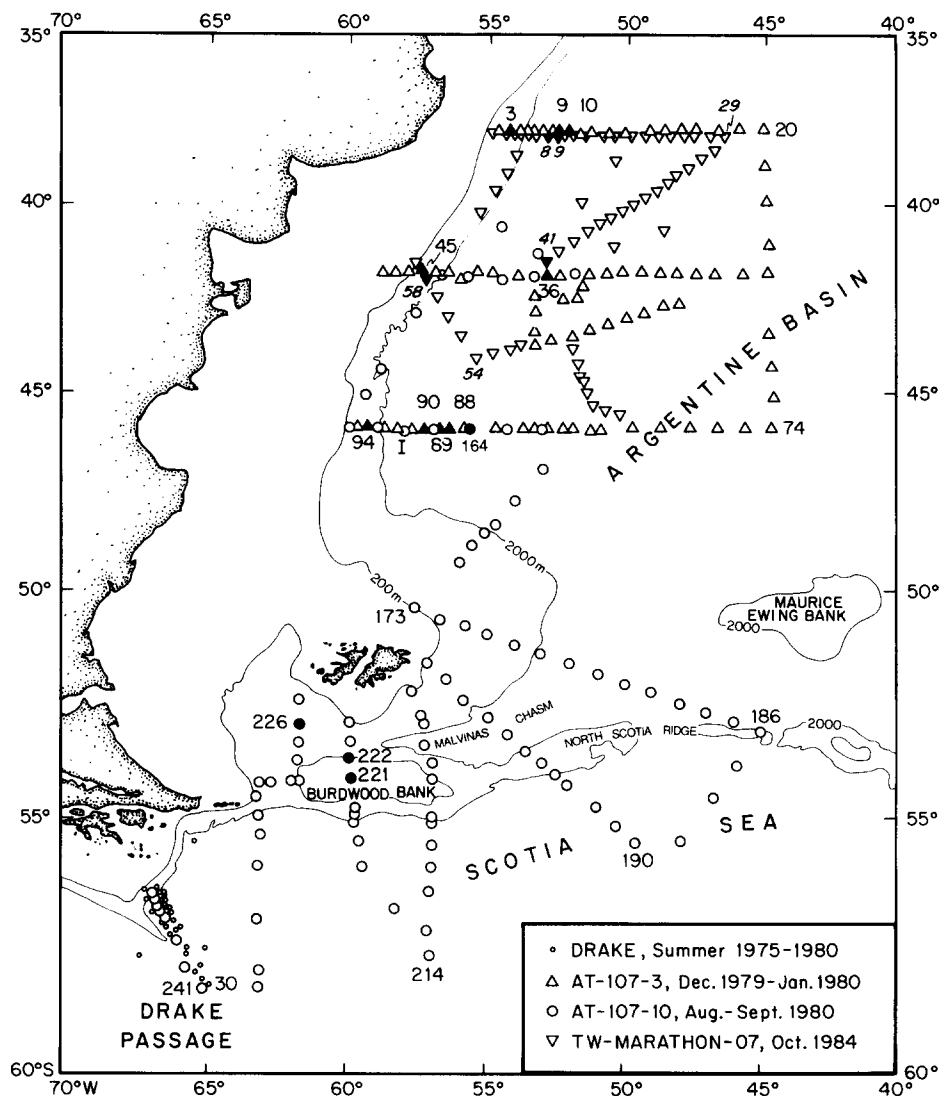 70° 65° 60° 55° 50° 45° 40°
35° 35°
3 9 10 29
20
8 9
40° 40°
45 41
58 36
54
45° 45°
90 88
94 I 89 164 74
ARGENTINE BASIN
2000m
200m
50° 50°
173
MAURICE
EWING BANK
2000
226
CHASM
MALVINAS
NORTH SCOTIA RIDGE
186
2000
222
221
BURDWOOD BANK
55° 55°
SCOTIA SEA
190
241 30
214
DRAKE
PASSAGE
DRAKE, Summer 1975-1980
AT-107-3, Dec. 1979-Jan. 1980
AT-107-10, Aug.-Sept. 1980
TW-MARATHON-07, Oct. 1984
60°S 60°
70°W 65° 60° 55° 50° 45° 40°